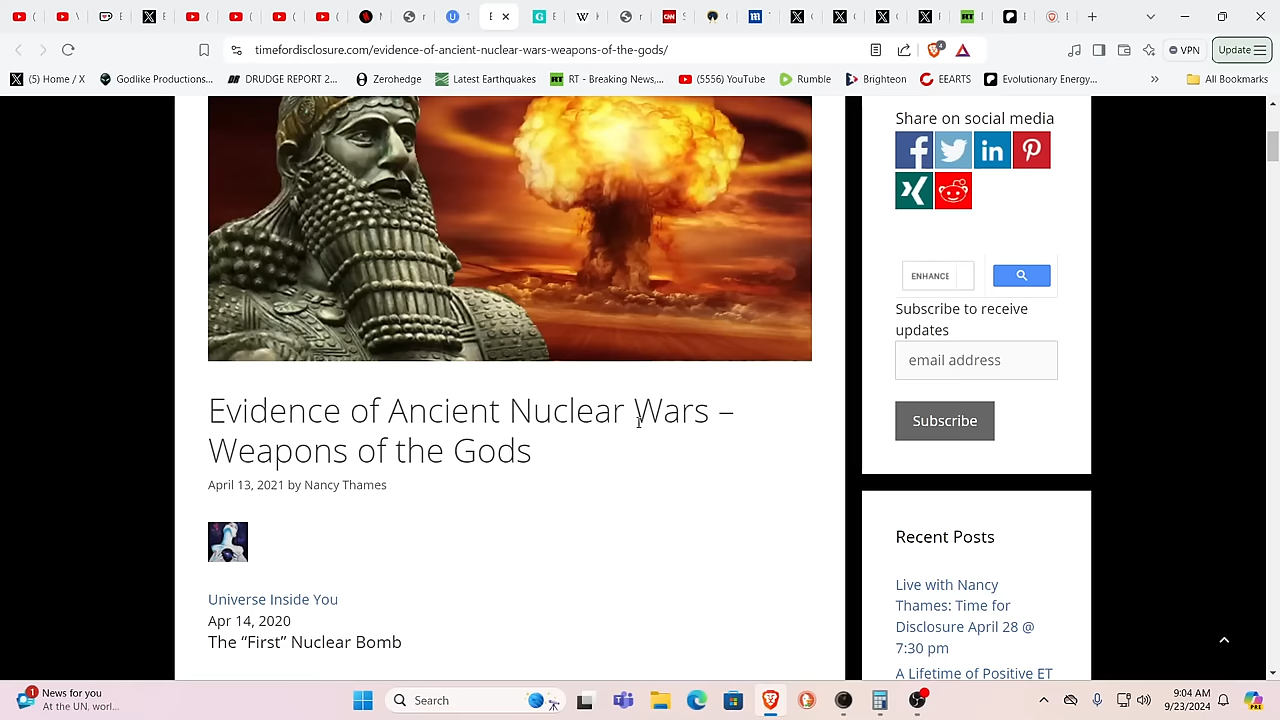 timefordisclosure.com/evidence-of-ancient-nuclear-wars-weapons-of-the-gods/
4
VPN
Update
(5) Home / X
Godlike Productions...
DRUDGE REPORT 2...
Zerohedge
Latest Earthquakes
RT - Breaking News,...
(5556) YouTube
Rumble
Brighteon
EEARTS
Evolutionary Energy...
»
All Bookmarks
Share on social media
ENHANCE
Subscribe to receive
updates
email address
Subscribe
Evidence of Ancient Nuclear Wars –
Weapons of the Gods
April 13, 2021 by Nancy Thames
Universe Inside You
Apr 14, 2020
The “First” Nuclear Bomb
Recent Posts
Live with Nancy
Thames: Time for
Disclosure April 28 @
7:30 pm
A Lifetime of Positive ET
1
News for you
At the UN, worl...
Search
9:04 AM
9/23/2024